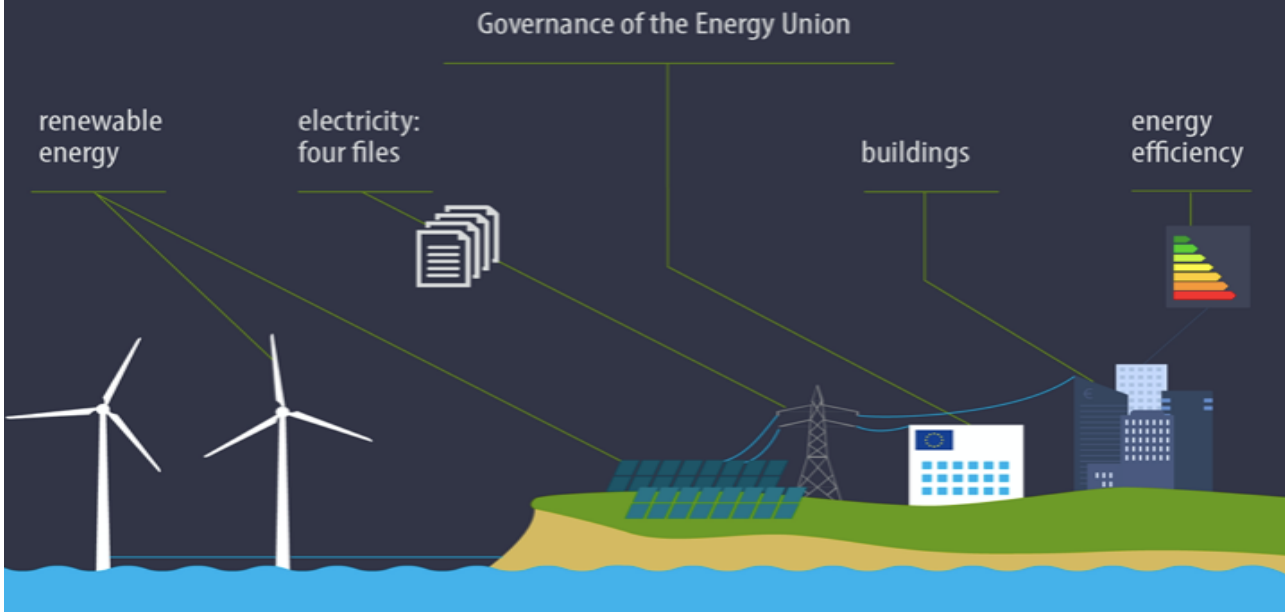 Governance of the Energy Union
renewable
energy
electricity:
four files
buildings
energy
efficiency
€